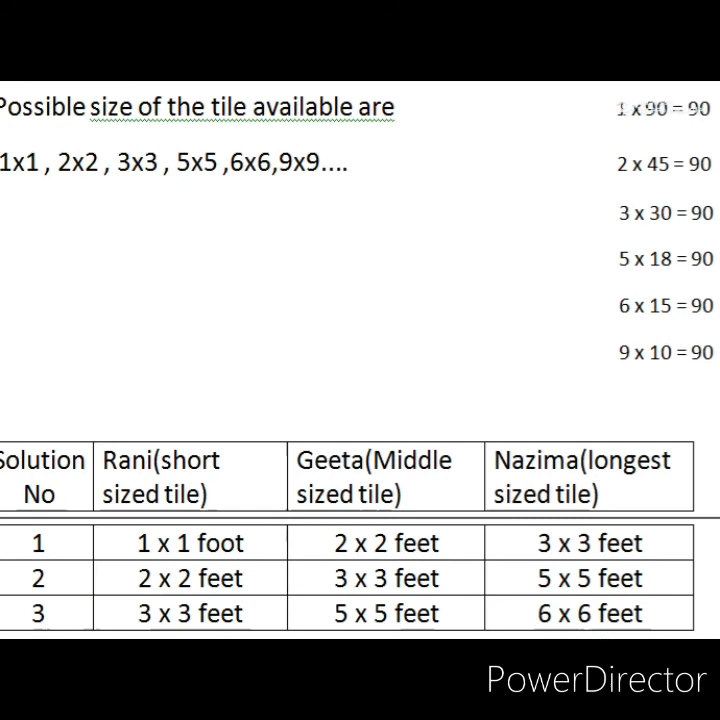 Possible size of the tile available are
1x1 , 2x2 , 3x3 , 5x5 ,6x6,9x9....
1 x 90 = 90
2 x 45 = 90
3 x 30 = 90
5 x 18 = 90
6 x 15 = 90
9 x 10 = 90
Solution No Rani(short sized tile) Geeta(Middle sized tile) Nazima(longest sized tile)
1 1 x 1 foot 2 x 2 feet 3 x 3 feet
2 2 x 2 feet 3 x 3 feet 5 x 5 feet
3 3 x 3 feet 5 x 5 feet 6 x 6 feet
PowerDirector